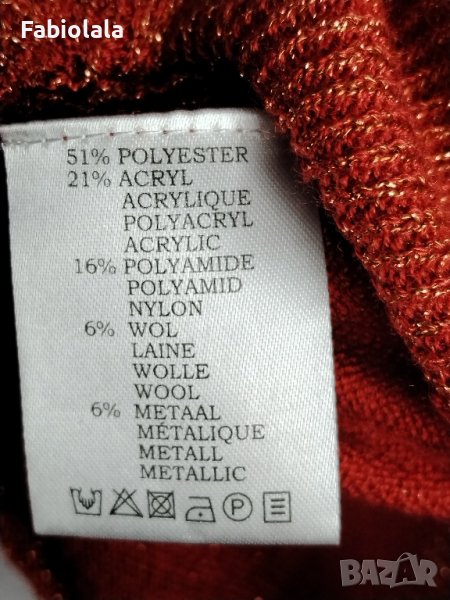 Fabiolala
51% POLYESTER
21% ACRYL
ACRYLIQUE
POLYACRYL
ACRYLIC
16% POLYAMIDE
POLYAMID
NYLON
6% WOL
LAINE
WOLLE
WOOL
6% METAAL
MÉTALIQUE
METALL
METALLIC
P
BAZAR